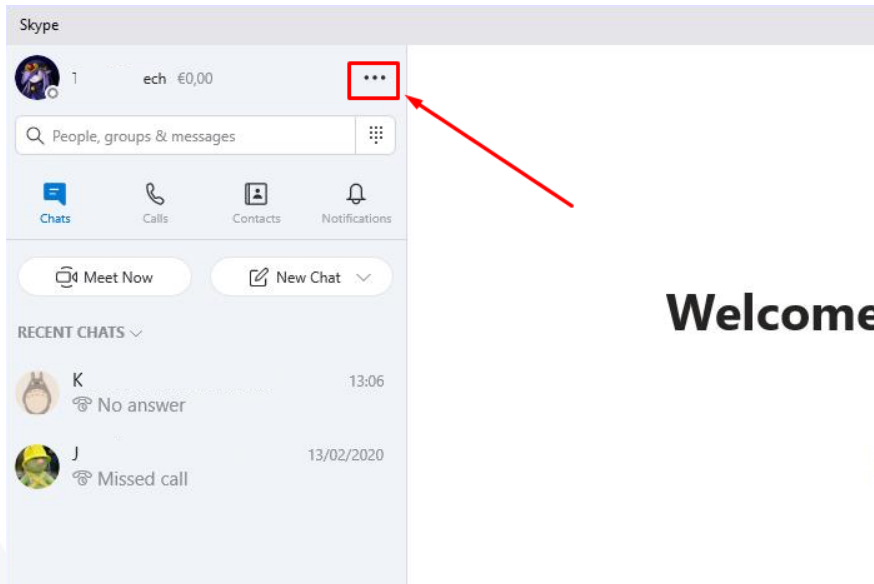 Skype
ech €0,00
People, groups & messages
Chats Calls Contacts Notifications
Meet Now New Chat
RECENT CHATS
K 13:06
No answer
J 13/02/2020
Missed call
Welcome